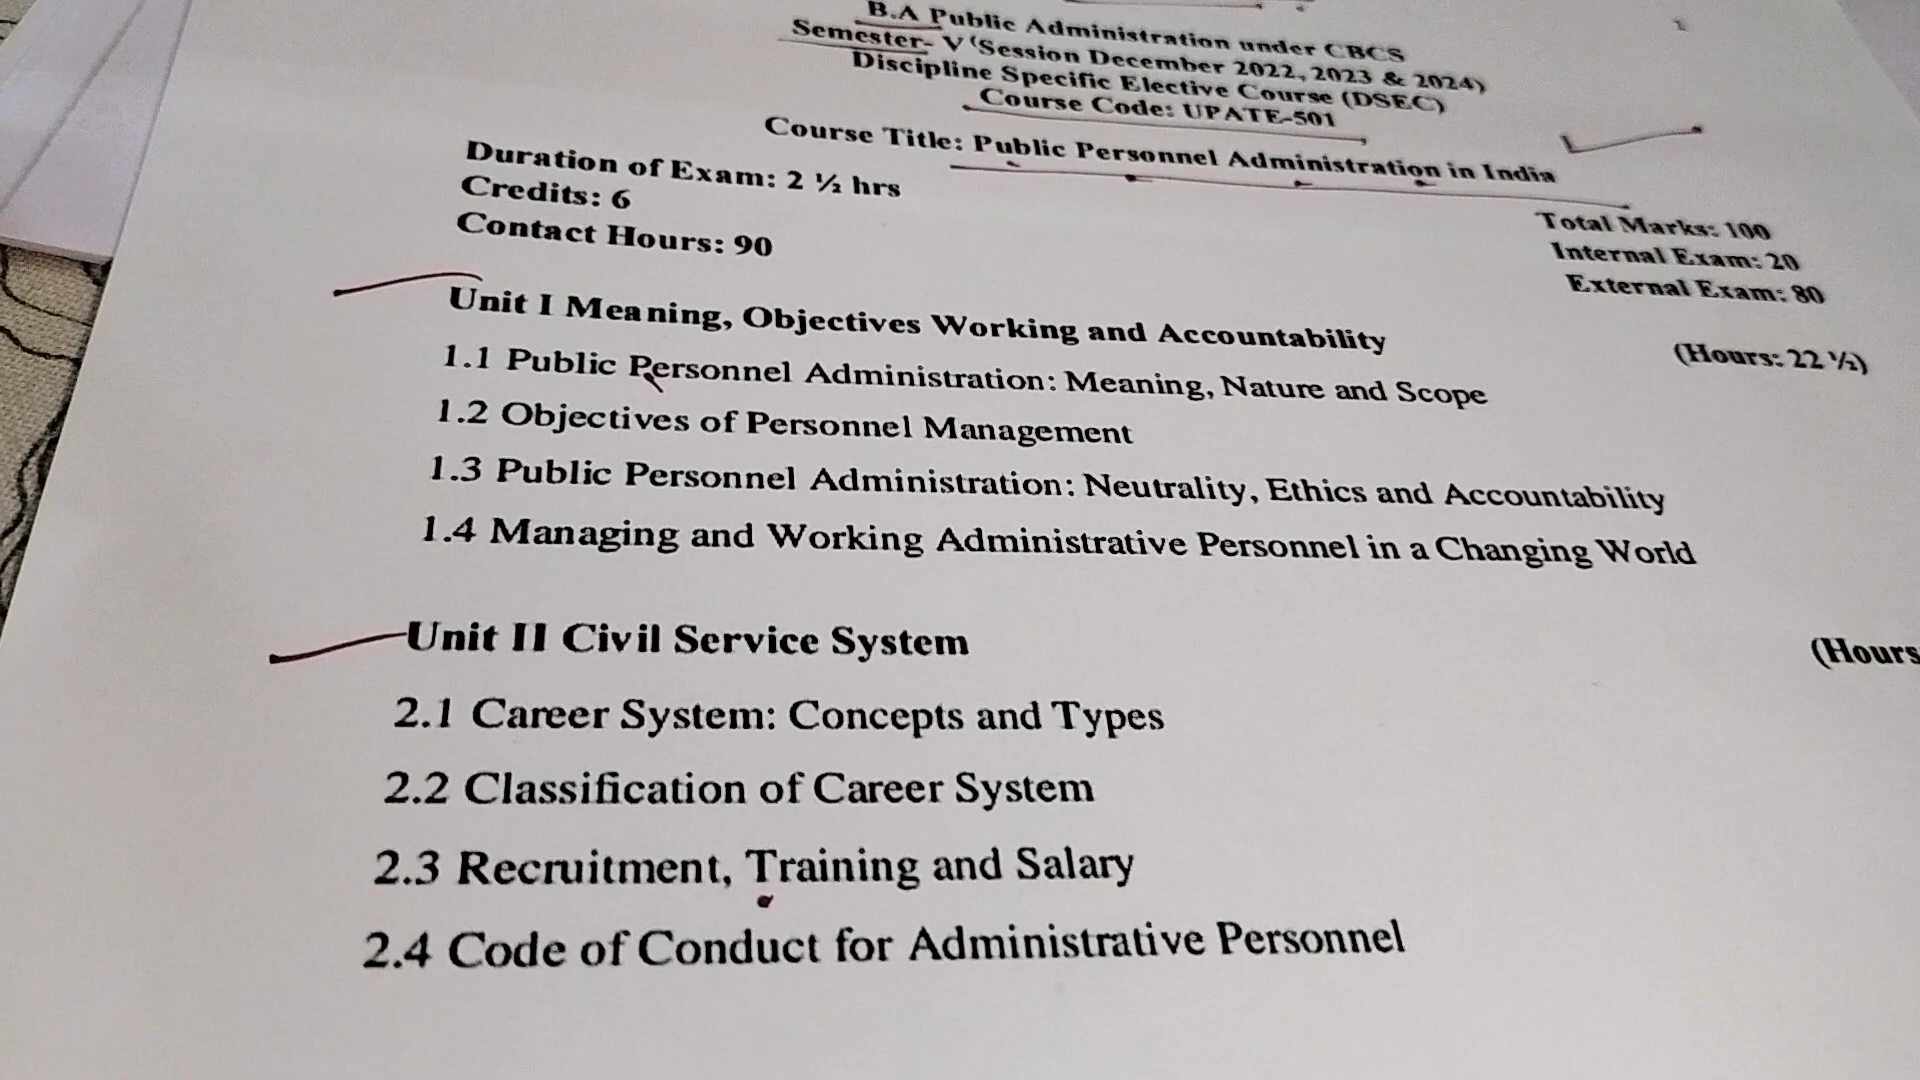 B.A Public Administration under CBCS
Semester- V (Session December 2022, 2023 & 2024)
Discipline Specific Elective Course (DSEC)
Course Code: UPATE-501
Course Title: Public Personnel Administration in India
Duration of Exam: 2 ½ hrs
Credits: 6
Contact Hours: 90
Total Marks: 100
Internal Exam: 20
External Exam: 80
Unit I Meaning, Objectives Working and Accountability (Hours: 22 ½)
1.1 Public Personnel Administration: Meaning, Nature and Scope
1.2 Objectives of Personnel Management
1.3 Public Personnel Administration: Neutrality, Ethics and Accountability
1.4 Managing and Working Administrative Personnel in a Changing World
Unit II Civil Service System (Hours
2.1 Career System: Concepts and Types
2.2 Classification of Career System
2.3 Recruitment, Training and Salary
2.4 Code of Conduct for Administrative Personnel